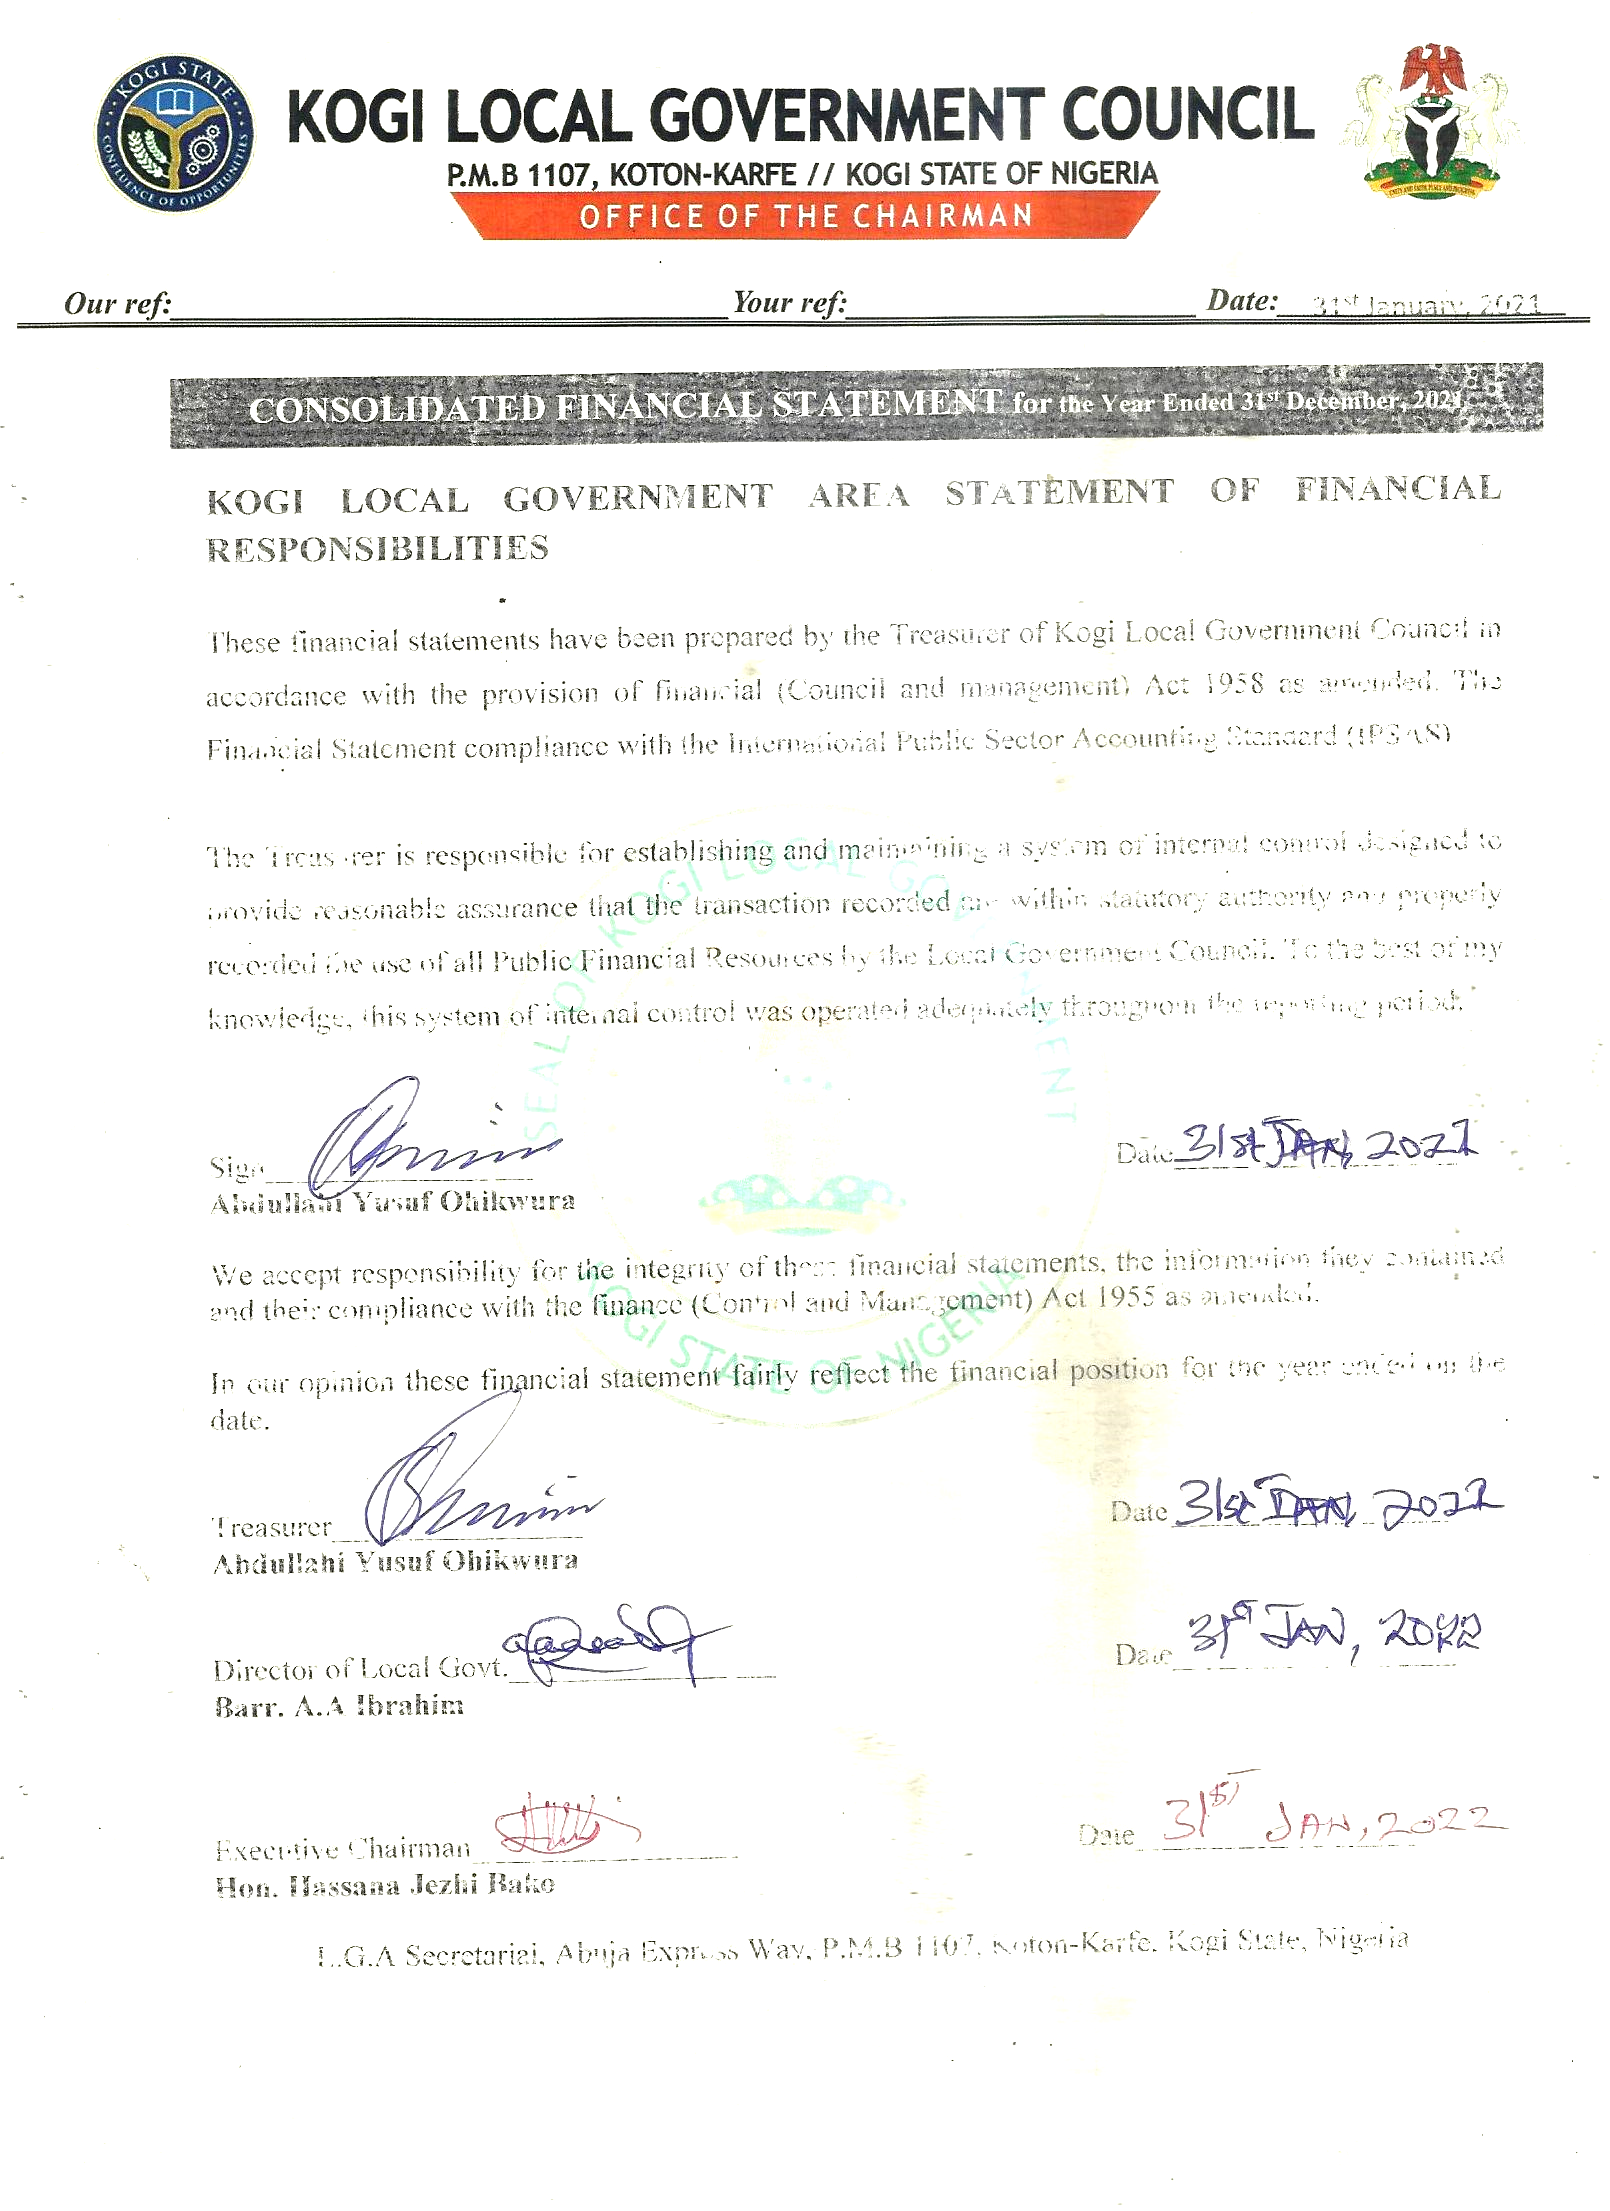 KOGI STATE
CONFLUENCE OF OPPORTUNITIES
KOGI LOCAL GOVERNMENT COUNCIL
P.M.B 1107, KOTON-KARFE // KOGI STATE OF NIGERIA
OFFICE OF THE CHAIRMAN
Our ref: Your ref: Date: 31st January, 2021
CONSOLIDATED FINANCIAL STATEMENT for the Year Ended 31st December, 2021
KOGI LOCAL GOVERNMENT AREA STATEMENT OF FINANCIAL
RESPONSIBILITIES
These financial statements have been prepared by the Treasurer of Kogi Local Government Council in
accordance with the provision of financial (Council and management) Act 1958 as amended. The
Financial Statement compliance with the International Public Sector Accounting Standard (IPSAS)
The Treasurer is responsible for establishing and maintaining a system of internal control designed to
provide reasonable assurance that the transaction recorded are within statutory authority and properly
recorded the use of all Public Financial Resources by the Local Government Council. To the best of my
knowledge, this system of internal control was operated adequately throughout the reporting period.
SEAL OF KOGI LOCAL GOVERNMENT
Sign Date 31st JAN, 2022
Abdullahi Yusuf Ohikwura
We accept responsibility for the integrity of these financial statements, the information they contained
and their compliance with the finance (Control and Management) Act 1955 as amended.
KOGI STATE OF NIGERIA
In our opinion these financial statement fairly reflect the financial position for the year ended on the
date.
Treasurer Date 31st JAN, 2022
Abdullahi Yusuf Ohikwura
Director of Local Govt. Date 31st JAN, 2022
Barr. A.A Ibrahim
Executive Chairman Date 31ST JAN, 2022
Hon. Hassana Jezhi Bako
L.G.A Secretariat, Abuja Express Way, P.M.B 1107, Koton-Karfe, Kogi State, Nigeria